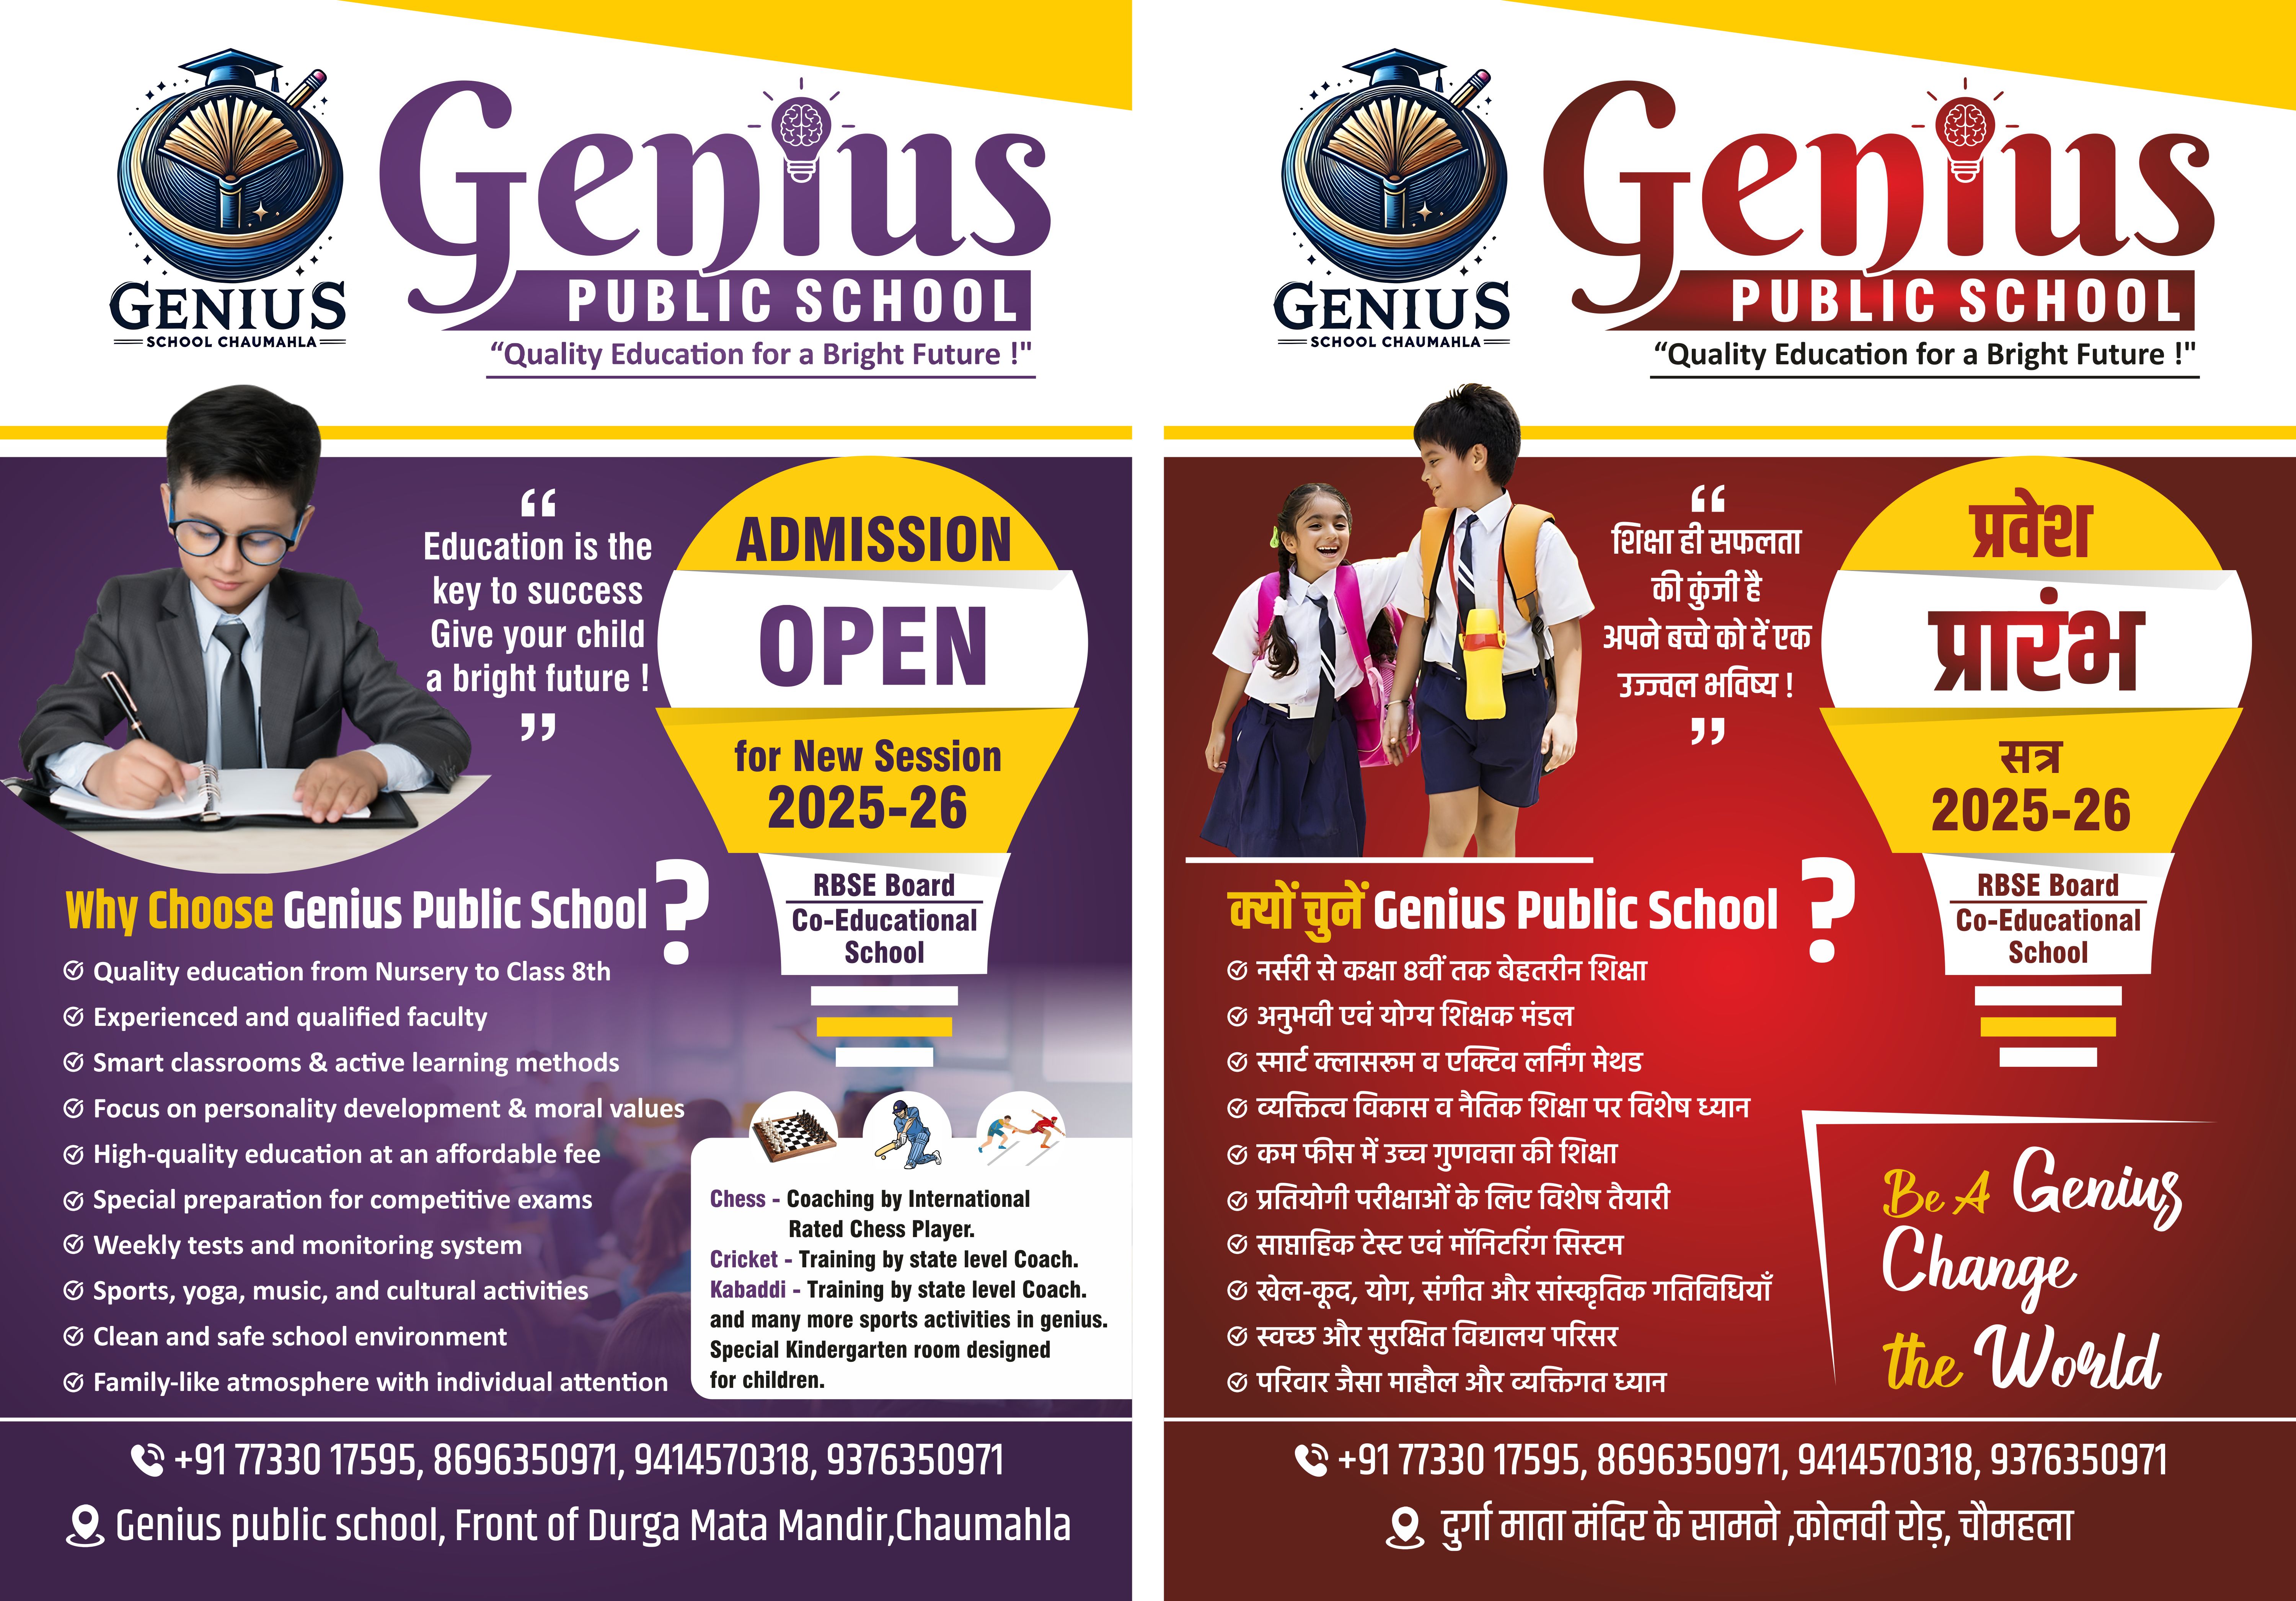 GENIUS
SCHOOL CHAUMAHLA
Genius
PUBLIC SCHOOL
“Quality Education for a Bright Future !"
“
Education is the
key to success
Give your child
a bright future !
”
ADMISSION
OPEN
for New Session
2025-26
RBSE Board
Co-Educational
School
Why Choose Genius Public School ?
Quality education from Nursery to Class 8th
Experienced and qualified faculty
Smart classrooms & active learning methods
Focus on personality development & moral values
High-quality education at an affordable fee
Special preparation for competitive exams
Weekly tests and monitoring system
Sports, yoga, music, and cultural activities
Clean and safe school environment
Family-like atmosphere with individual attention
Chess - Coaching by International
Rated Chess Player.
Cricket - Training by state level Coach.
Kabaddi - Training by state level Coach.
and many more sports activities in genius.
Special Kindergarten room designed
for children.
+91 77330 17595, 8696350971, 9414570318, 9376350971
Genius public school, Front of Durga Mata Mandir,Chaumahla
GENIUS
SCHOOL CHAUMAHLA
Genius
PUBLIC SCHOOL
“Quality Education for a Bright Future !"
“
शिक्षा ही सफलता
की कुंजी है
अपने बच्चे को दें एक
उज्ज्वल भविष्य !
”
प्रवेश
प्रारंभ
सत्र
2025-26
RBSE Board
Co-Educational
School
क्यों चुनें Genius Public School ?
नर्सरी से कक्षा 8वीं तक बेहतरीन शिक्षा
अनुभवी एवं योग्य शिक्षक मंडल
स्मार्ट क्लासरूम व एक्टिव लर्निंग मेथड
व्यक्तित्व विकास व नैतिक शिक्षा पर विशेष ध्यान
कम फीस में उच्च गुणवत्ता की शिक्षा
प्रतियोगी परीक्षाओं के लिए विशेष तैयारी
साप्ताहिक टेस्ट एवं मॉनिटरिंग सिस्टम
खेल-कूद, योग, संगीत और सांस्कृतिक गतिविधियाँ
स्वच्छ और सुरक्षित विद्यालय परिसर
परिवार जैसा माहौल और व्यक्तिगत ध्यान
Be A Genius
Change
the World
+91 77330 17595, 8696350971, 9414570318, 9376350971
दुर्गा माता मंदिर के सामने ,कोलवी रोड़, चौमहला